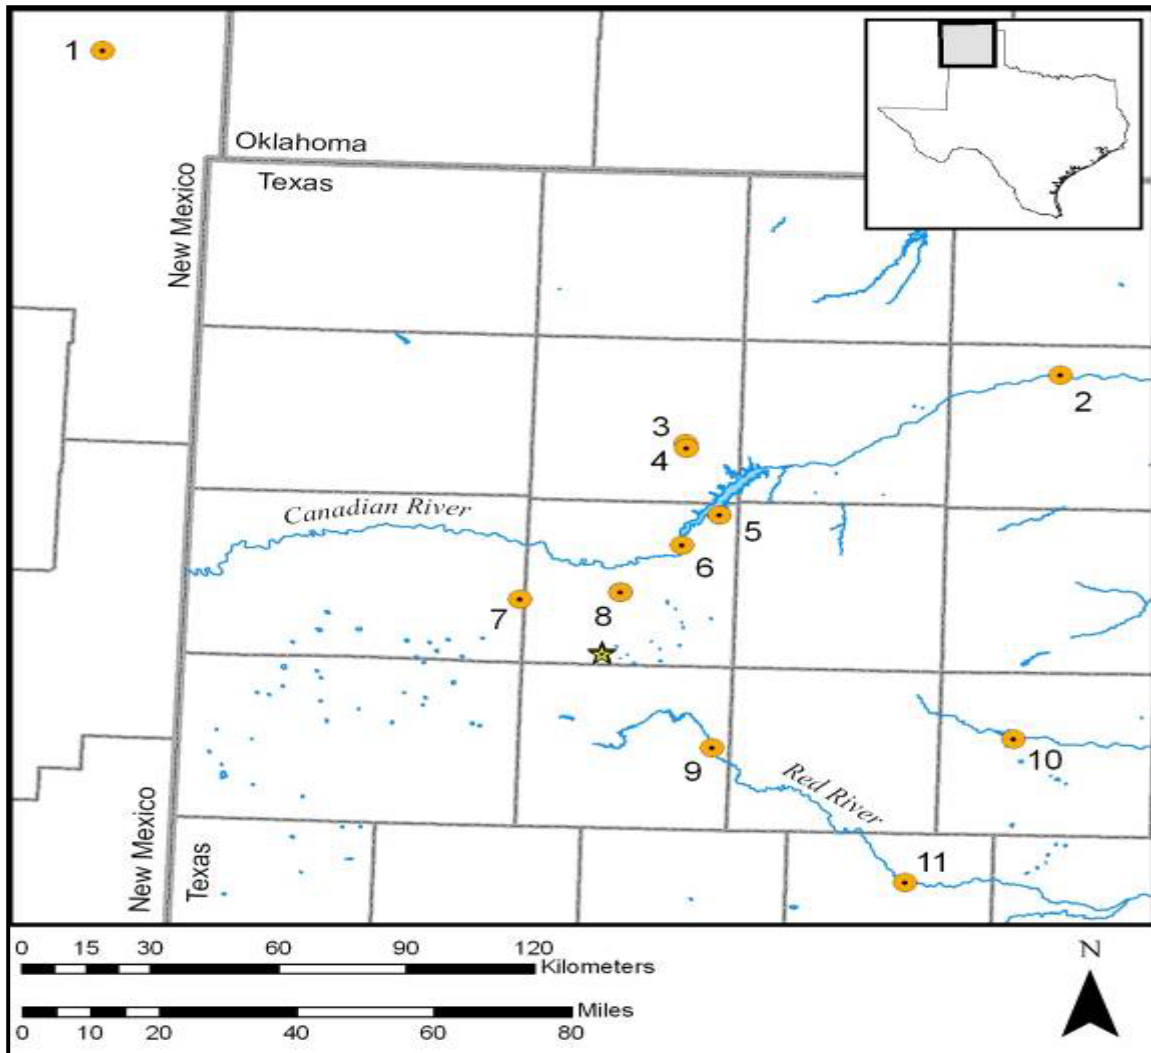 1
Oklahoma
Texas
New Mexico
2
3
4
Canadian River
5
6
7
8
9
Red River
10
11
New Mexico
Texas
0 15 30 60 90 120
Kilometers
N
Miles
0 10 20 40 60 80